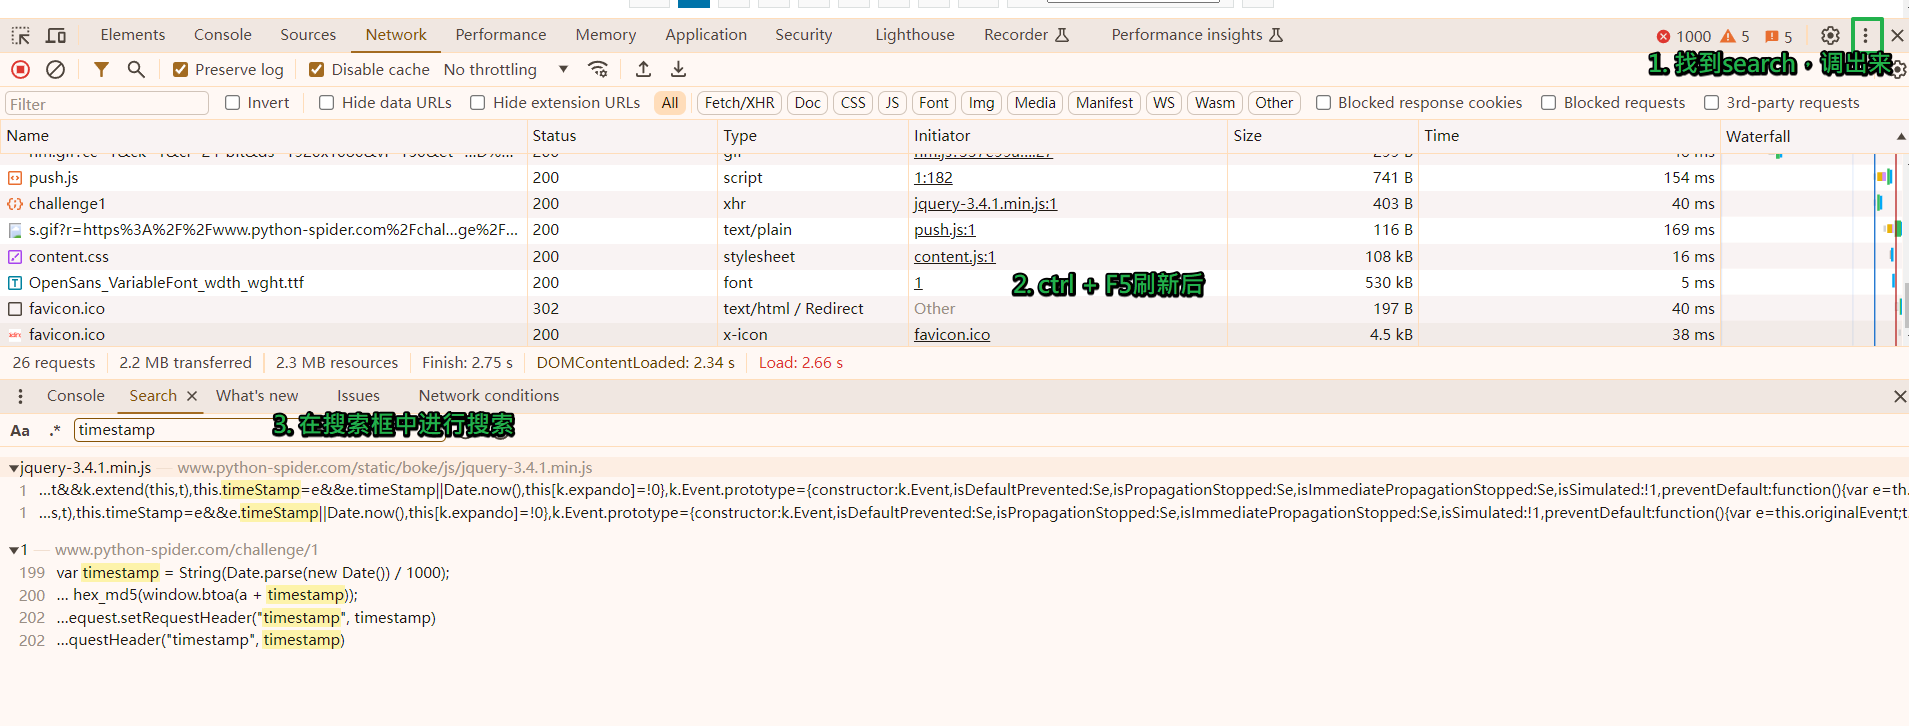 Elements Console Sources Network Performance Memory Application Security Lighthouse Recorder Performance insights 1000 5 5
Preserve log Disable cache No throttling
1. 找到search，调出来
Filter Invert Hide data URLs Hide extension URLs All Fetch/XHR Doc CSS JS Font Img Media Manifest WS Wasm Other Blocked response cookies Blocked requests 3rd-party requests
Name Status Type Initiator Size Time Waterfall
push.js 200 script 1:182 741 B 154 ms
challenge1 200 xhr jquery-3.4.1.min.js:1 403 B 40 ms
s.gif?r=https%3A%2F%2Fwww.python-spider.com%2Fchal...ge%2F... 200 text/plain push.js:1 116 B 169 ms
content.css 200 stylesheet content.js:1 108 kB 16 ms
OpenSans_VariableFont_wdth_wght.ttf 200 font 1 530 kB 5 ms
2. ctrl + F5刷新后
favicon.ico 302 text/html / Redirect Other 197 B 40 ms
favicon.ico 200 x-icon favicon.ico 4.5 kB 38 ms
26 requests 2.2 MB transferred 2.3 MB resources Finish: 2.75 s DOMContentLoaded: 2.34 s Load: 2.66 s
Console Search What's new Issues Network conditions
Aa .* timestamp
3. 在搜索框中进行搜索
jquery-3.4.1.min.js — www.python-spider.com/static/boke/js/jquery-3.4.1.min.js
1 ...t&&k.extend(this,t),this.timeStamp=e&&e.timeStamp||Date.now(),this[k.expando]=!0},k.Event.prototype={constructor:k.Event,isDefaultPrevented:Se,isPropagationStopped:Se,isImmediatePropagationStopped:Se,isSimulated:!1,preventDefault:function(){var e=th...
1 ...s,t),this.timeStamp=e&&e.timeStamp||Date.now(),this[k.expando]=!0},k.Event.prototype={constructor:k.Event,isDefaultPrevented:Se,isPropagationStopped:Se,isImmediatePropagationStopped:Se,isSimulated:!1,preventDefault:function(){var e=this.originalEvent;t...
1 — www.python-spider.com/challenge/1
199 var timestamp = String(Date.parse(new Date()) / 1000);
200 ... hex_md5(window.btoa(a + timestamp));
202 ...equest.setRequestHeader("timestamp", timestamp)
202 ...questHeader("timestamp", timestamp)